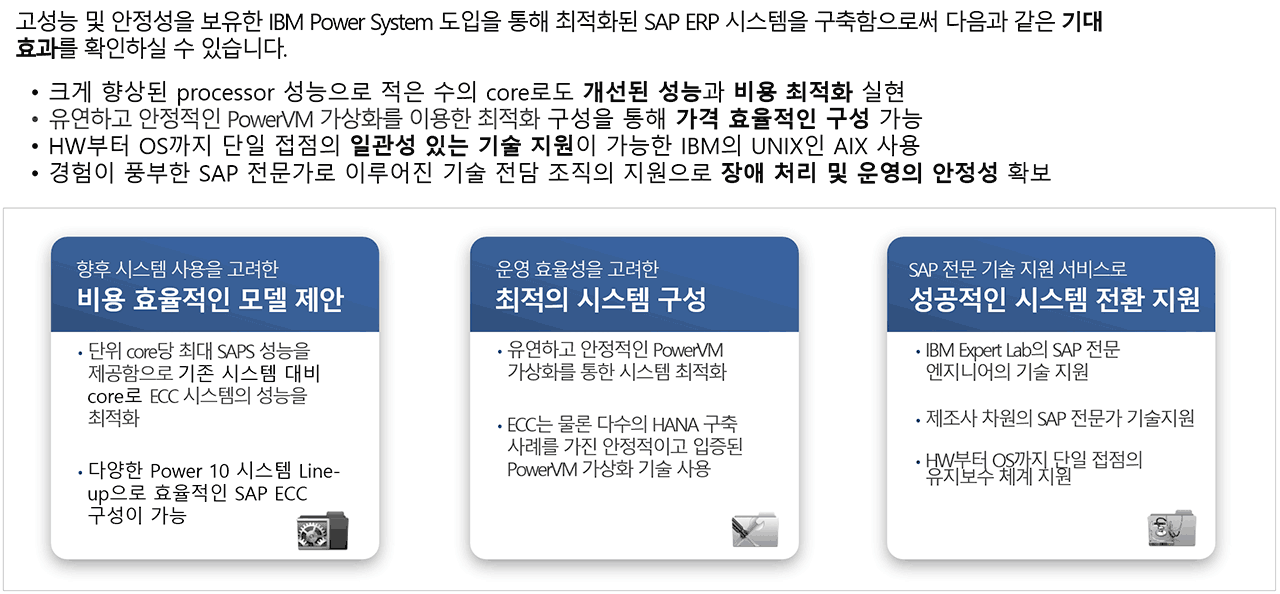 고성능 및 안정성을 보유한 IBM Power System 도입을 통해 최적화된 SAP ERP 시스템을 구축함으로써 다음과 같은 기대
효과를 확인하실 수 있습니다.
• 크게 향상된 processor 성능으로 적은 수의 core로도 개선된 성능과 비용 최적화 실현
• 유연하고 안정적인 PowerVM 가상화를 이용한 최적화 구성을 통해 가격 효율적인 구성 가능
• HW부터 OS까지 단일 접점의 일관성 있는 기술 지원이 가능한 IBM의 UNIX인 AIX 사용
• 경험이 풍부한 SAP 전문가로 이루어진 기술 전담 조직의 지원으로 장애 처리 및 운영의 안정성 확보
향후 시스템 사용을 고려한
비용 효율적인 모델 제안
• 단위 core당 최대 SAPS 성능을
제공함으로 기존 시스템 대비
core로 ECC 시스템의 성능을
최적화
• 다양한 Power 10 시스템 Line-
up으로 효율적인 SAP ECC
구성이 가능
운영 효율성을 고려한
최적의 시스템 구성
• 유연하고 안정적인 PowerVM
가상화를 통한 시스템 최적화
• ECC는 물론 다수의 HANA 구축
사례를 가진 안정적이고 입증된
PowerVM 가상화 기술 사용
SAP 전문 기술 지원 서비스로
성공적인 시스템 전환 지원
• IBM Expert Lab의 SAP 전문
엔지니어의 기술 지원
• 제조사 차원의 SAP 전문가 기술지원
• HW부터 OS까지 단일 접점의
유지보수 체계 지원